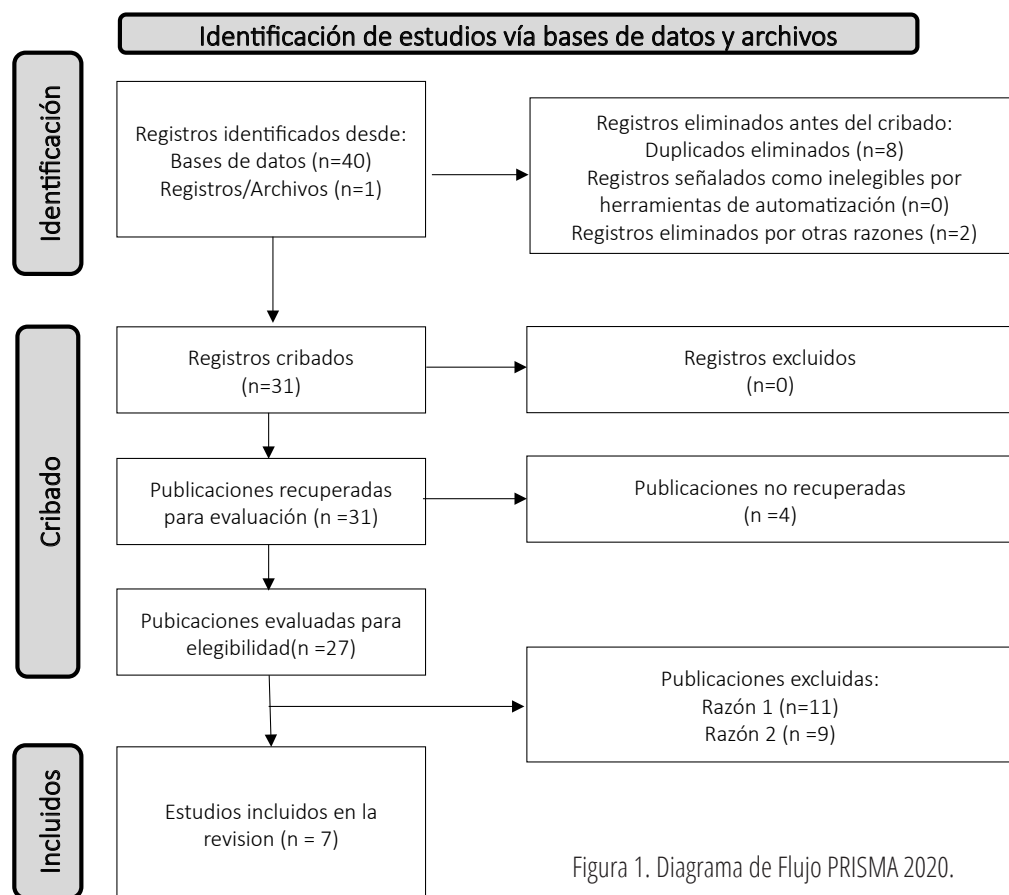 Identificación de estudios vía bases de datos y archivos
Identificación
Registros identificados desde:
Bases de datos (n=40)
Registros/Archivos (n=1)
Registros eliminados antes del cribado:
Duplicados eliminados (n=8)
Registros señalados como inelegibles por
herramientas de automatización (n=0)
Registros eliminados por otras razones (n=2)
Cribado
Registros cribados
(n=31)
Registros excluidos
(n=0)
Publicaciones recuperadas
para evaluación (n =31)
Publicaciones no recuperadas
(n =4)
Pubicaciones evaluadas para
elegibilidad(n =27)
Publicaciones excluidas:
Razón 1 (n=11)
Razón 2 (n =9)
Incluidos
Estudios incluidos en la
revision (n = 7)
Figura 1. Diagrama de Flujo PRISMA 2020.